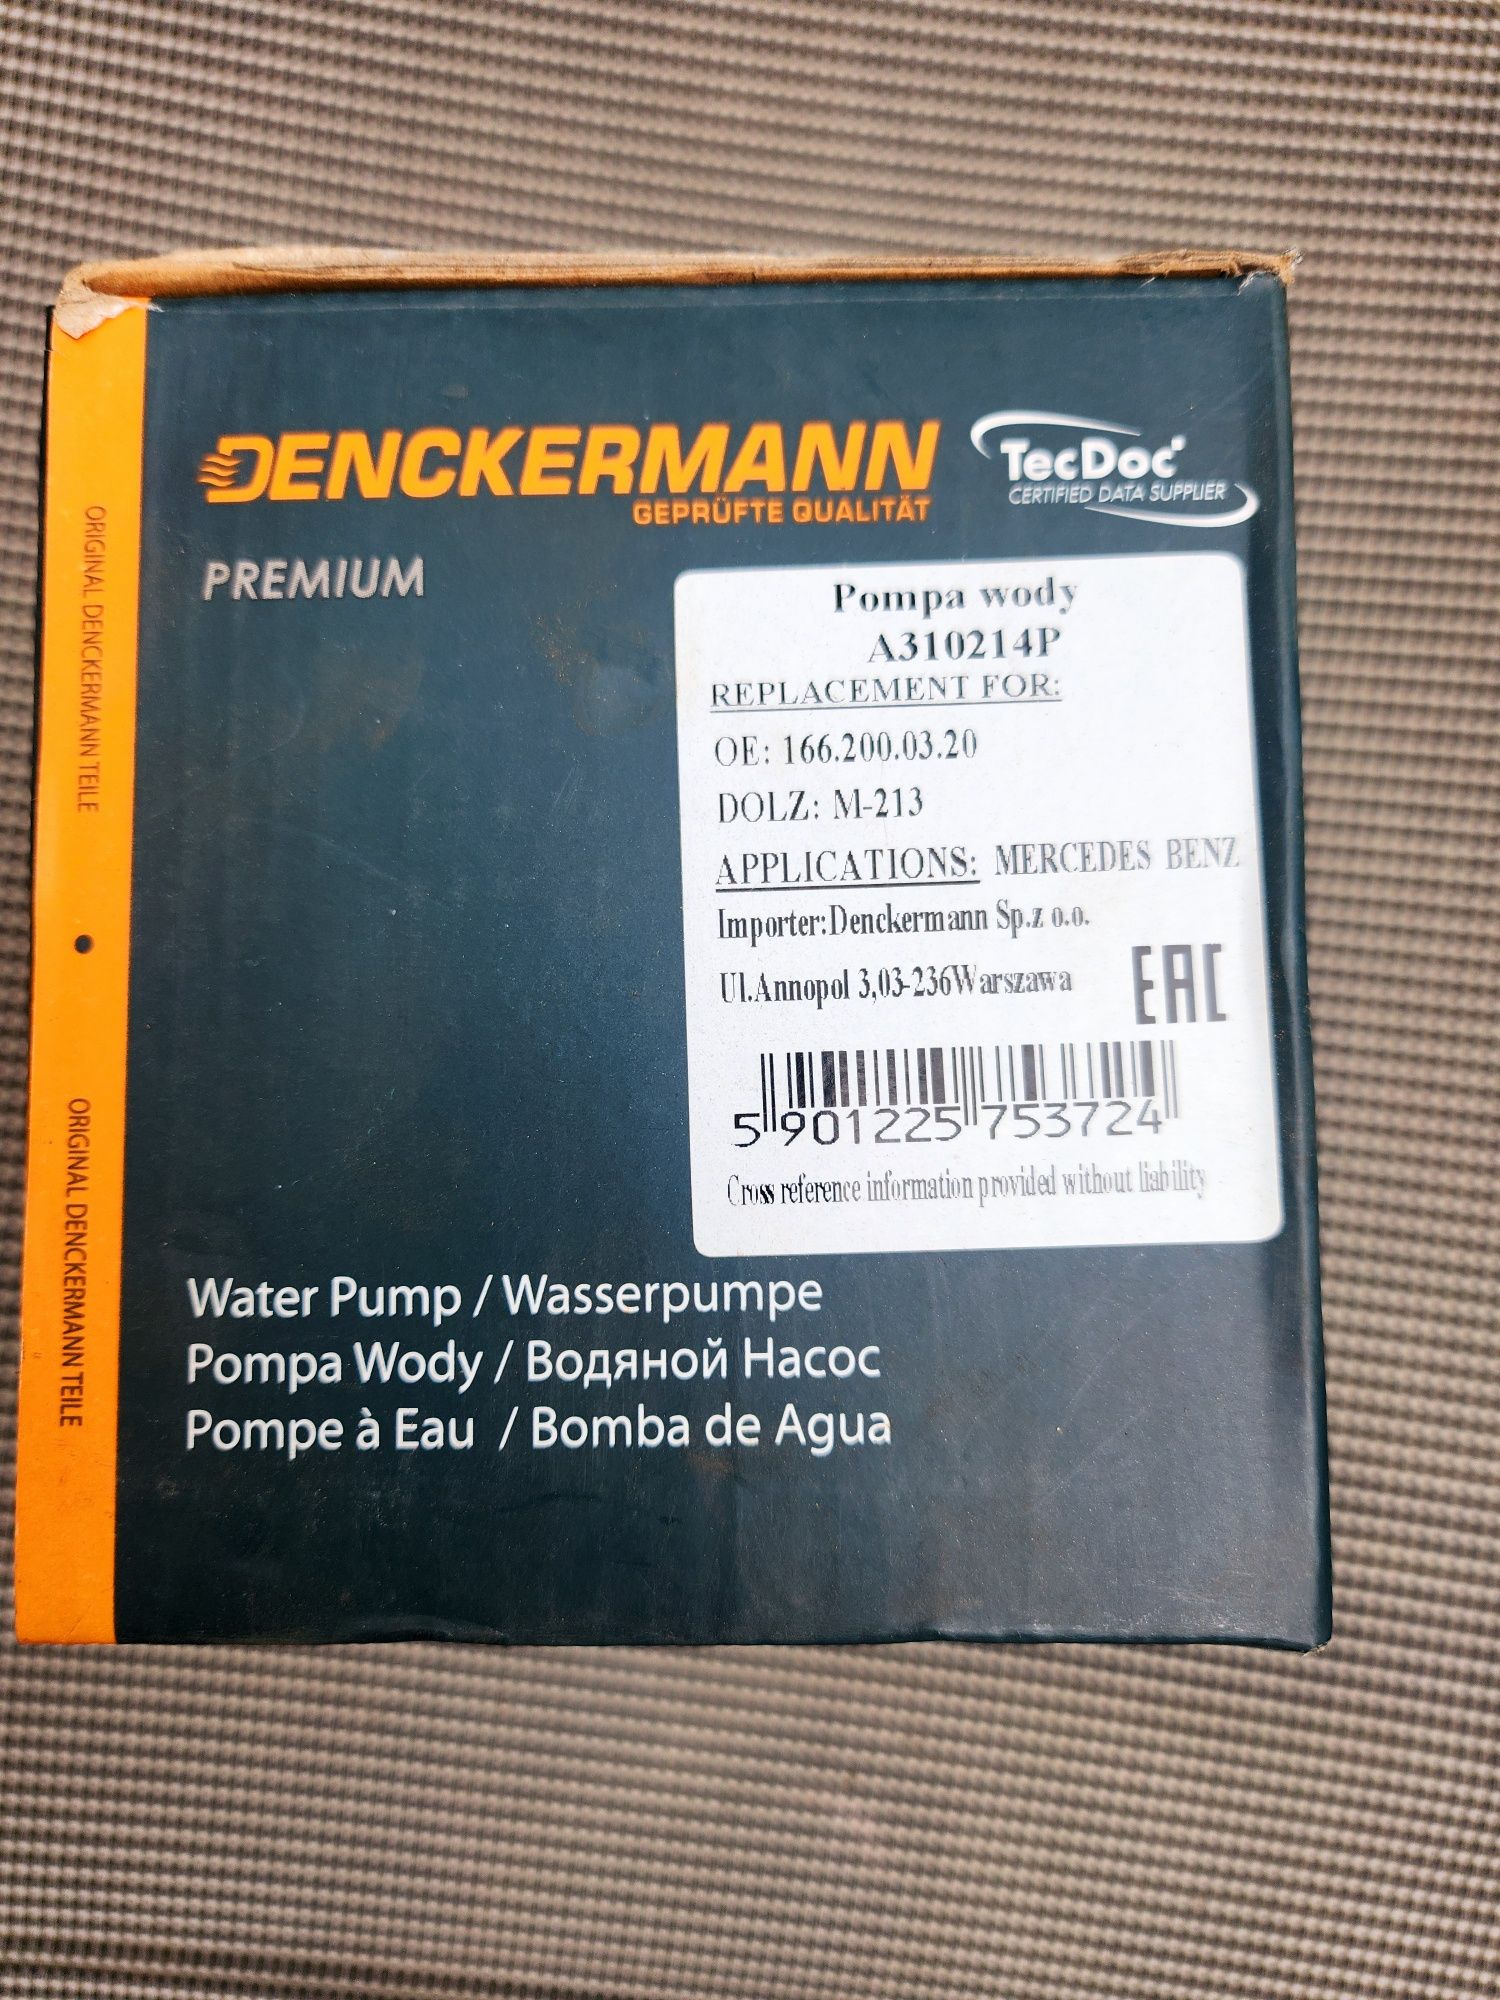 DENCKERMANN
GEPRÜFTE QUALITÄT
TecDoc
CERTIFIED DATA SUPPLIER
PREMIUM
Pompa wody
A310214P
REPLACEMENT FOR:
OE: 166.200.03.20
DOLZ: M-213
APPLICATIONS: MERCEDES BENZ
Importer:Denckermann Sp.z o.o.
Ul.Annopol 3,03-236Warszawa
EAC
5 901225 753724
Cross reference information provided without liability
Water Pump / Wasserpumpe
Pompa Wody / Водяной Насос
Pompe à Eau / Bomba de Agua
ORIGINAL DENCKERMANN TEILE
ORIGINAL DENCKERMANN TEILE